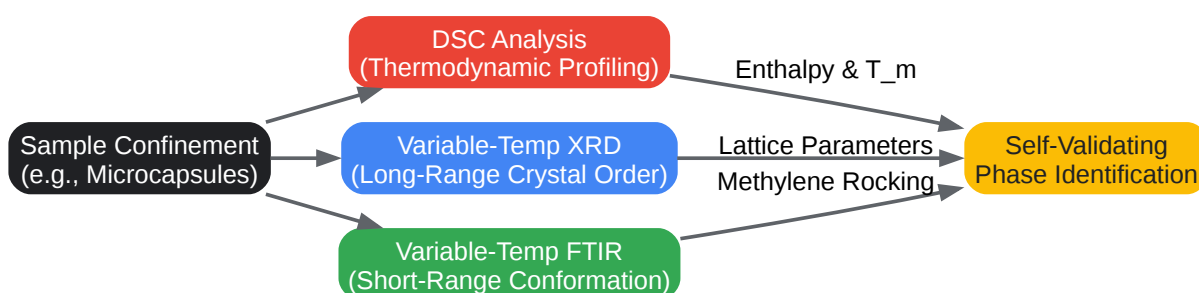 DSC Analysis
(Thermodynamic Profiling)
Enthalpy & T_m
Sample Confinement
(e.g., Microcapsules)
Variable-Temp XRD
(Long-Range Crystal Order)
Lattice Parameters
Methylene Rocking
Self-Validating
Phase Identification
Variable-Temp FTIR
(Short-Range Conformation)